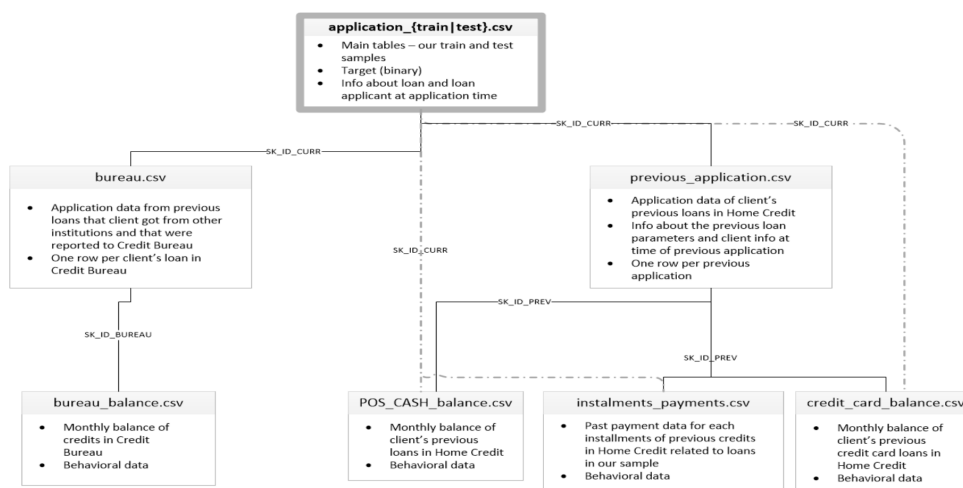 application_{train|test}.csv
• Main tables – our train and test
samples
• Target (binary)
• Info about loan and loan
applicant at application time
SK_ID_CURR
SK_ID_CURR
SK_ID_CURR
bureau.csv
• Application data from previous
loans that client got from other
institutions and that were
reported to Credit Bureau
• One row per client's loan in
Credit Bureau
SK_ID_CURR
previous_application.csv
• Application data of client's
previous loans in Home Credit
• Info about the previous loan
parameters and client info at
time of previous application
• One row per previous
application
SK_ID_BUREAU
SK_ID_PREV
SK_ID_PREV
bureau_balance.csv
• Monthly balance of
credits in Credit
Bureau
• Behavioral data
POS_CASH_balance.csv
• Monthly balance of
client's previous
loans in Home Credit
• Behavioral data
instalments_payments.csv
• Past payment data for each
installments of previous credits
in Home Credit related to loans
in our sample
• Behavioral data
credit_card_balance.csv
• Monthly balance of
client's previous
credit card loans in
Home Credit
• Behavioral data